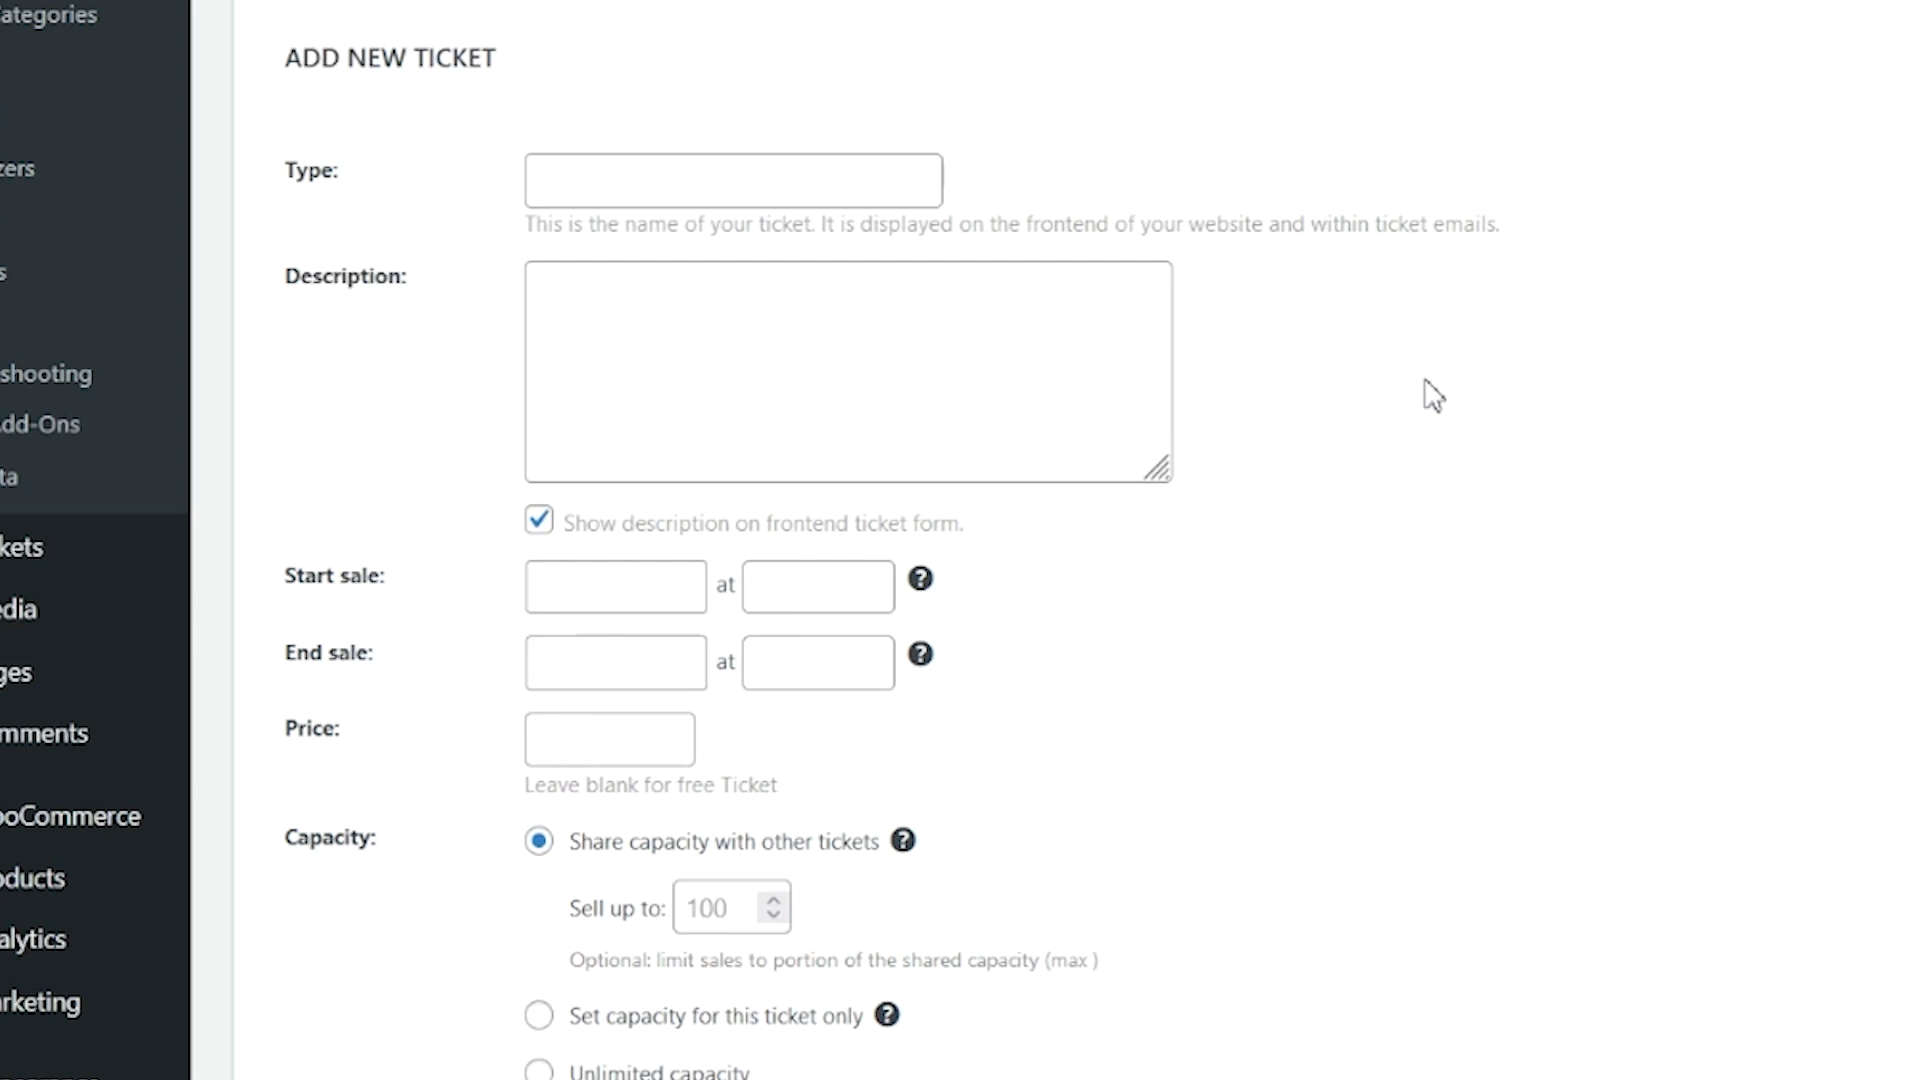 ategories
zers
s
shooting
dd-Ons
ta
kets
edia
ges
mments
ooCommerce
oducts
alytics
arketing
ADD NEW TICKET
Type:
This is the name of your ticket. It is displayed on the frontend of your website and within ticket emails.
Description:
Show description on frontend ticket form.
Start sale: at ?
End sale: at ?
Price:
Leave blank for free Ticket
Capacity: Share capacity with other tickets ?
Sell up to: 100
Optional: limit sales to portion of the shared capacity (max )
Set capacity for this ticket only ?
Unlimited capacity